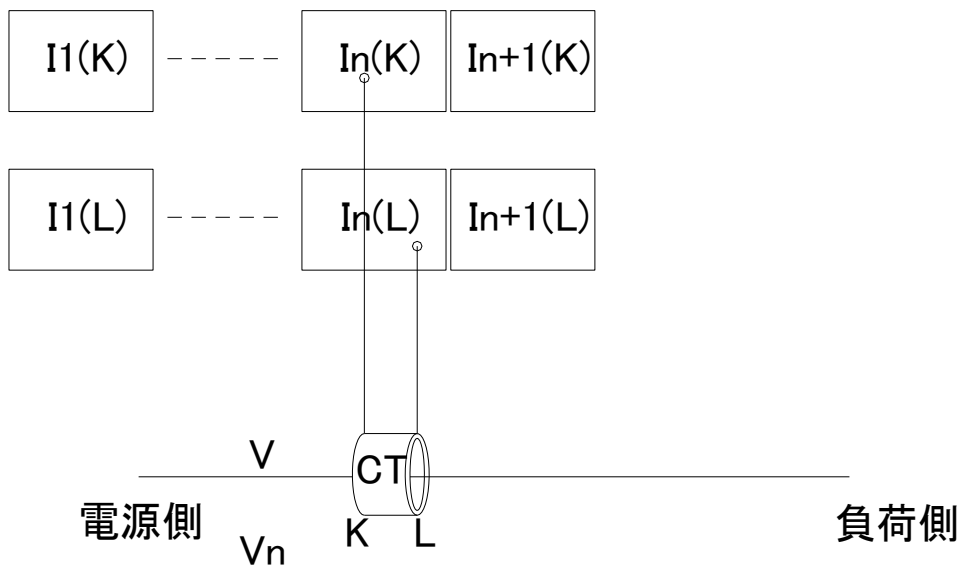 I1(K) In(K) In+1(K)
I1(L) In(L) In+1(L)
V
CT
電源側 K L 負荷側
Vn